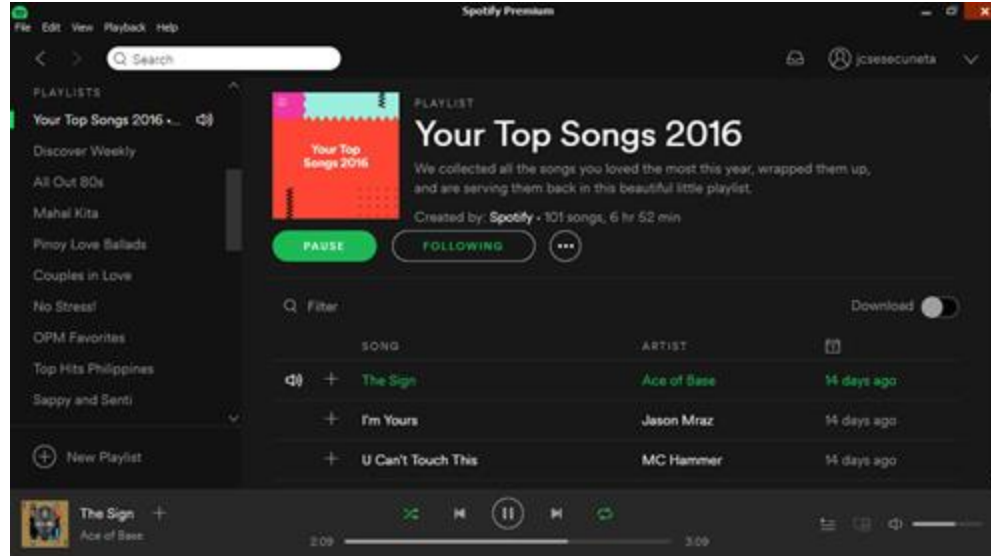 Spotify Premium
File Edit View Playback Help
Search
jcsesecuneta
PLAYLISTS
Your Top Songs 2016 •...
Discover Weekly
All Out 80s
Mahal Kita
Pinoy Love Ballads
Couples in Love
No Stress!
OPM Favorites
Top Hits Philippines
Sappy and Senti
New Playlist
Your Top
Songs 2016
PLAYLIST
Your Top Songs 2016
We collected all the songs you loved the most this year, wrapped them up,
and are serving them back in this beautiful little playlist.
Created by: Spotify • 101 songs, 6 hr 52 min
PAUSE FOLLOWING
Filter Download
SONG ARTIST
The Sign Ace of Base 14 days ago
I'm Yours Jason Mraz 14 days ago
U Can't Touch This MC Hammer 14 days ago
The Sign
Ace of Base
2:09 3:09